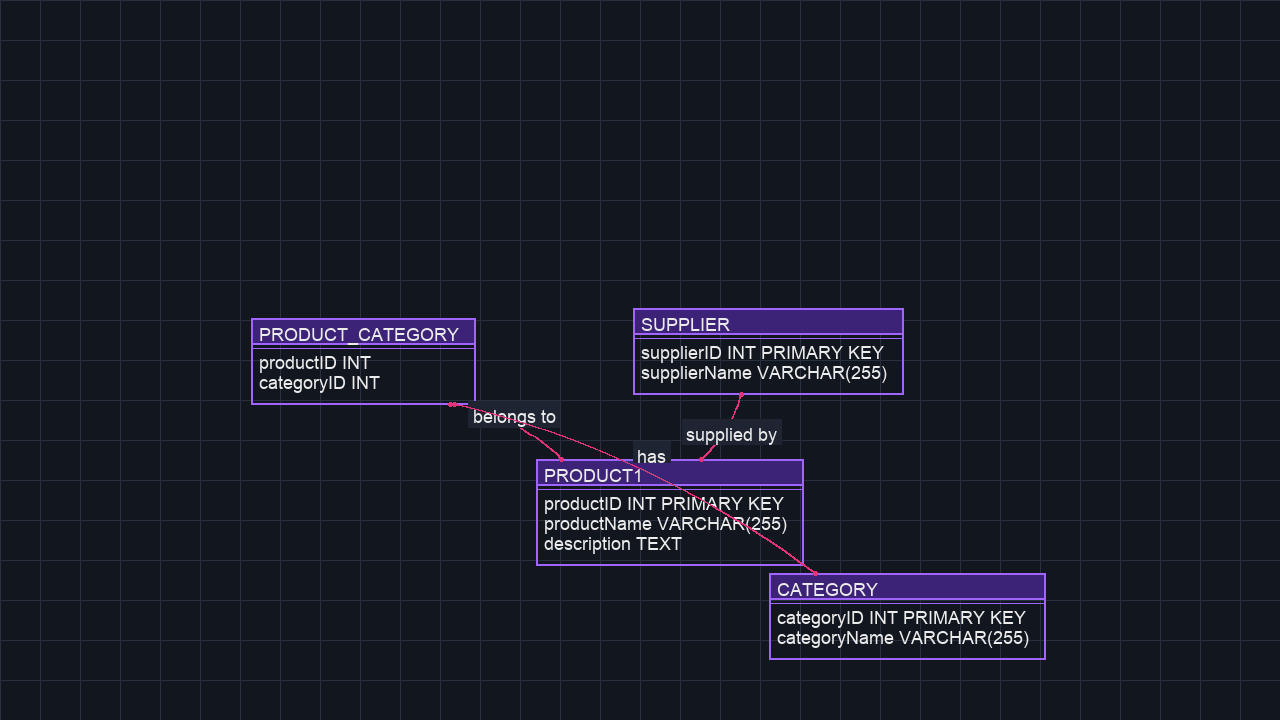 PRODUCT_CATEGORY
productID INT
categoryID INT
SUPPLIER
supplierID INT PRIMARY KEY
supplierName VARCHAR(255)
belongs to
supplied by
has
PRODUCT1
productID INT PRIMARY KEY
productName VARCHAR(255)
description TEXT
CATEGORY
categoryID INT PRIMARY KEY
categoryName VARCHAR(255)